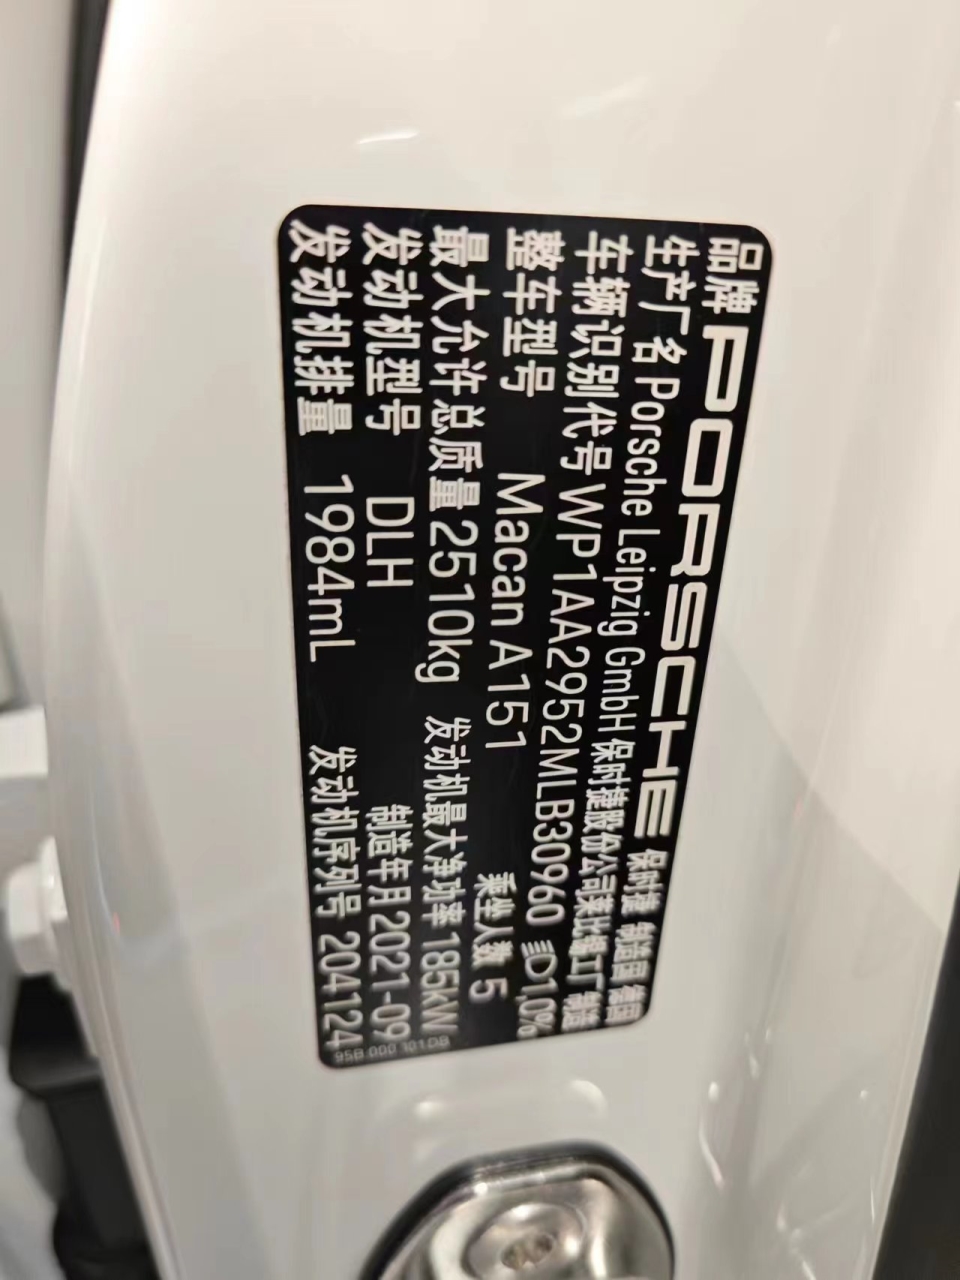 品牌 PORSCHE 保时捷 制造国 德国
生产厂名 Porsche Leipzig GmbH 保时捷股份公司莱比锡工厂 制造
车辆识别代号 WP1AA2952MLB30960 1,0%
整车型号 Macan A151 乘坐人数 5
最大允许总质量 2510kg 发动机最大净功率 185kW
发动机型号 DLH 制造年月 2021-09
发动机排量 1984mL 发动机序列号 204124
95B 000 101 DB